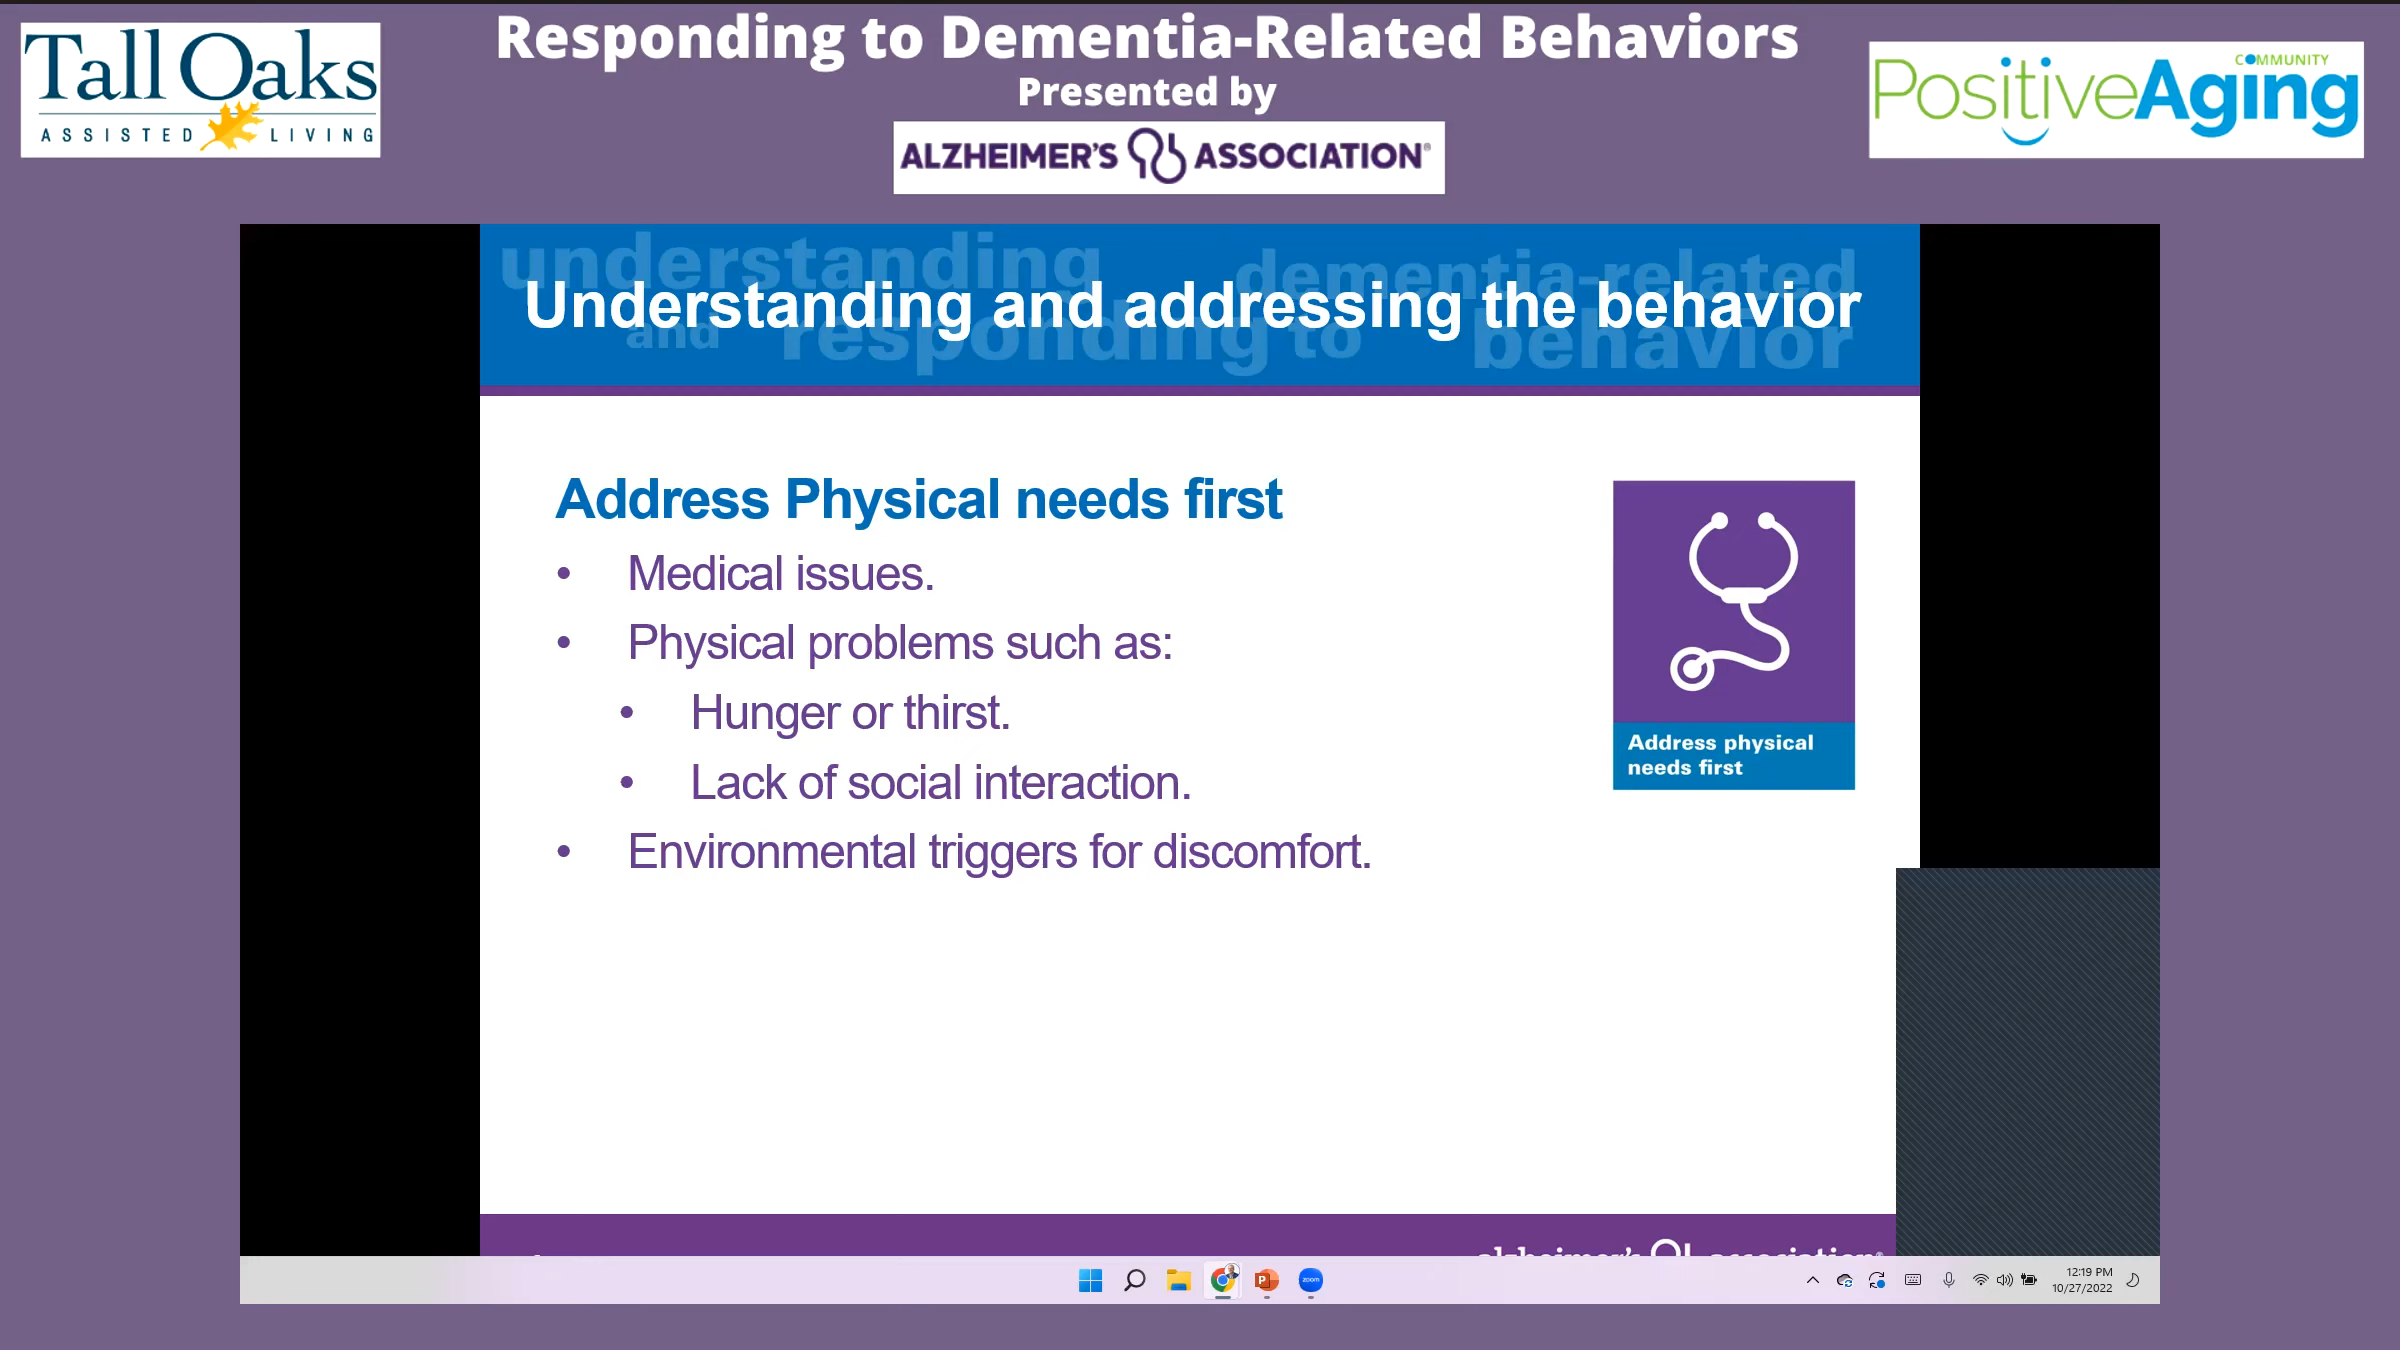 Tall Oaks
ASSISTED LIVING
Responding to Dementia-Related Behaviors
Presented by
ALZHEIMER'S ASSOCIATION®
COMMUNITY
PositiveAging
understanding dementia-related
and responding to behavior
Understanding and addressing the behavior
Address Physical needs first
• Medical issues.
• Physical problems such as:
• Hunger or thirst.
• Lack of social interaction.
• Environmental triggers for discomfort.
Address physical
needs first
alzheimer's association®
zoom
12:19 PM
10/27/2022